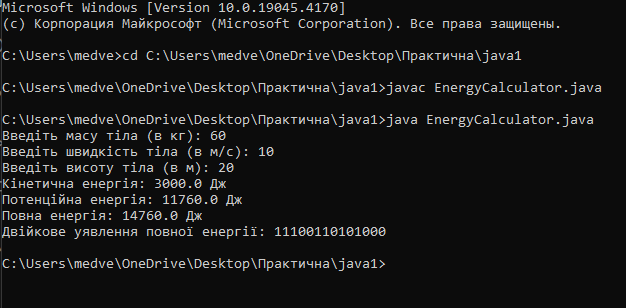 Microsoft Windows [Version 10.0.19045.4170]
(c) Корпорация Майкрософт (Microsoft Corporation). Все права защищены.
C:\Users\medve>cd C:\Users\medve\OneDrive\Desktop\Практична\java1
C:\Users\medve\OneDrive\Desktop\Практична\java1>javac EnergyCalculator.java
C:\Users\medve\OneDrive\Desktop\Практична\java1>java EnergyCalculator.java
Введіть масу тіла (в кг): 60
Введіть швидкість тіла (в м/с): 10
Введіть висоту тіла (в м): 20
Кінетична енергія: 3000.0 Дж
Потенційна енергія: 11760.0 Дж
Повна енергія: 14760.0 Дж
Двійкове уявлення повної енергії: 11100110101000
C:\Users\medve\OneDrive\Desktop\Практична\java1>